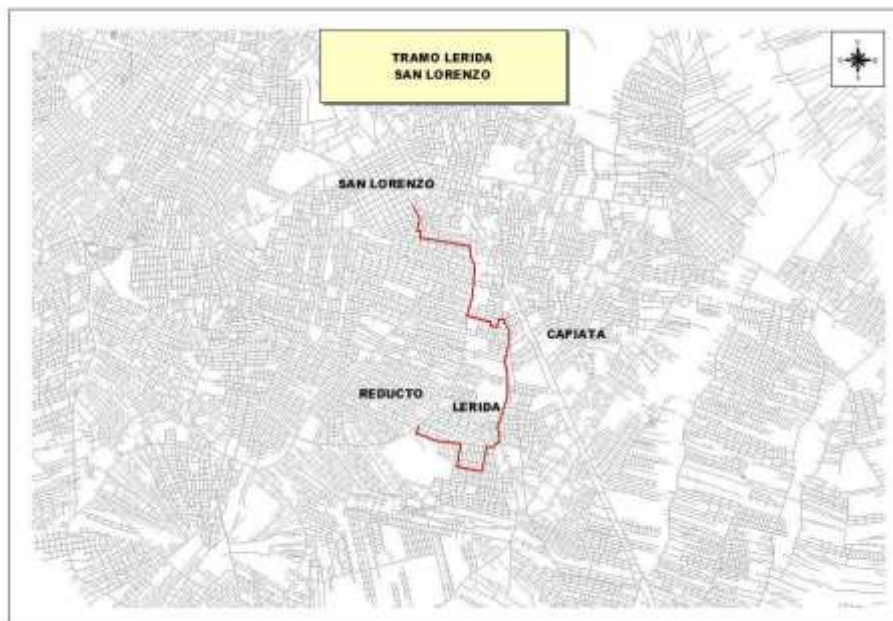 TRAMO LERIDA
SAN LORENZO
SAN LORENZO
CAPIATA
REDUCTO
LERIDA